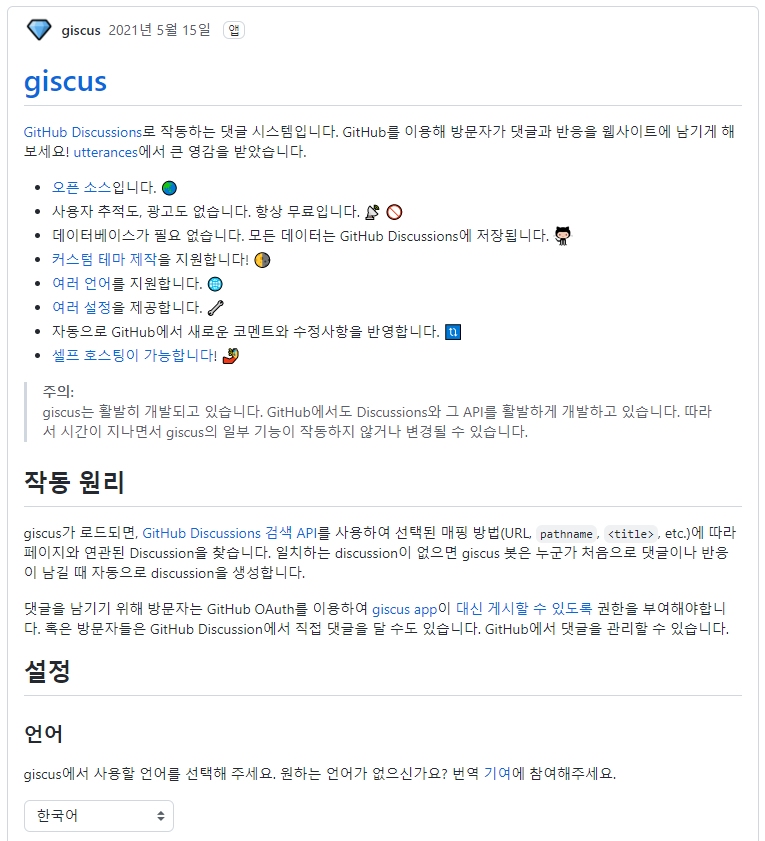 giscus 2021년 5월 15일 앱
giscus
GitHub Discussions로 작동하는 댓글 시스템입니다. GitHub를 이용해 방문자가 댓글과 반응을 웹사이트에 남기게 해
보세요! utterances에서 큰 영감을 받았습니다.
오픈 소스입니다. 🌏
사용자 추적도, 광고도 없습니다. 항상 무료입니다. 📡 🚫
데이터베이스가 필요 없습니다. 모든 데이터는 GitHub Discussions에 저장됩니다.
커스텀 테마 제작을 지원합니다! 🌗
여러 언어를 지원합니다. 🌐
여러 설정을 제공합니다. 🔧
자동으로 GitHub에서 새로운 코멘트와 수정사항을 반영합니다. 🔃
셀프 호스팅이 가능합니다! 🤳
주의:
giscus는 활발히 개발되고 있습니다. GitHub에서도 Discussions와 그 API를 활발하게 개발하고 있습니다. 따라
서 시간이 지나면서 giscus의 일부 기능이 작동하지 않거나 변경될 수 있습니다.
작동 원리
giscus가 로드되면, GitHub Discussions 검색 API를 사용하여 선택된 매핑 방법(URL, pathname, <title>, etc.)에 따라
페이지와 연관된 Discussion을 찾습니다. 일치하는 discussion이 없으면 giscus 봇은 누군가 처음으로 댓글이나 반응
이 남길 때 자동으로 discussion을 생성합니다.
댓글을 남기기 위해 방문자는 GitHub OAuth를 이용하여 giscus app이 대신 게시할 수 있도록 권한을 부여해야합니
다. 혹은 방문자들은 GitHub Discussion에서 직접 댓글을 달 수도 있습니다. GitHub에서 댓글을 관리할 수 있습니다.
설정
언어
giscus에서 사용할 언어를 선택해 주세요. 원하는 언어가 없으신가요? 번역 기여에 참여해주세요.
한국어